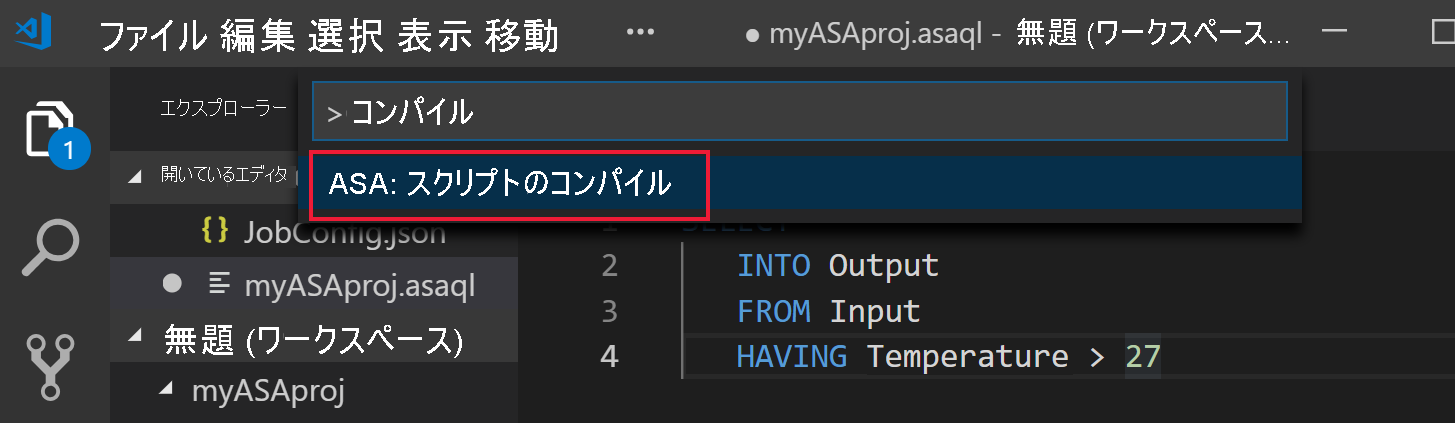 ファイル 編集 選択 表示 移動 ... ● myASAproj.asaql - 無題 (ワークスペース...
エクスプローラー
> コンパイル
1
開いているエディタ
ASA: スクリプトのコンパイル
{ } JobConfig.json
● myASAproj.asaql
無題 (ワークスペース)
myASAproj
1 SELECT
2 INTO Output
3 FROM Input
4 HAVING Temperature > 27